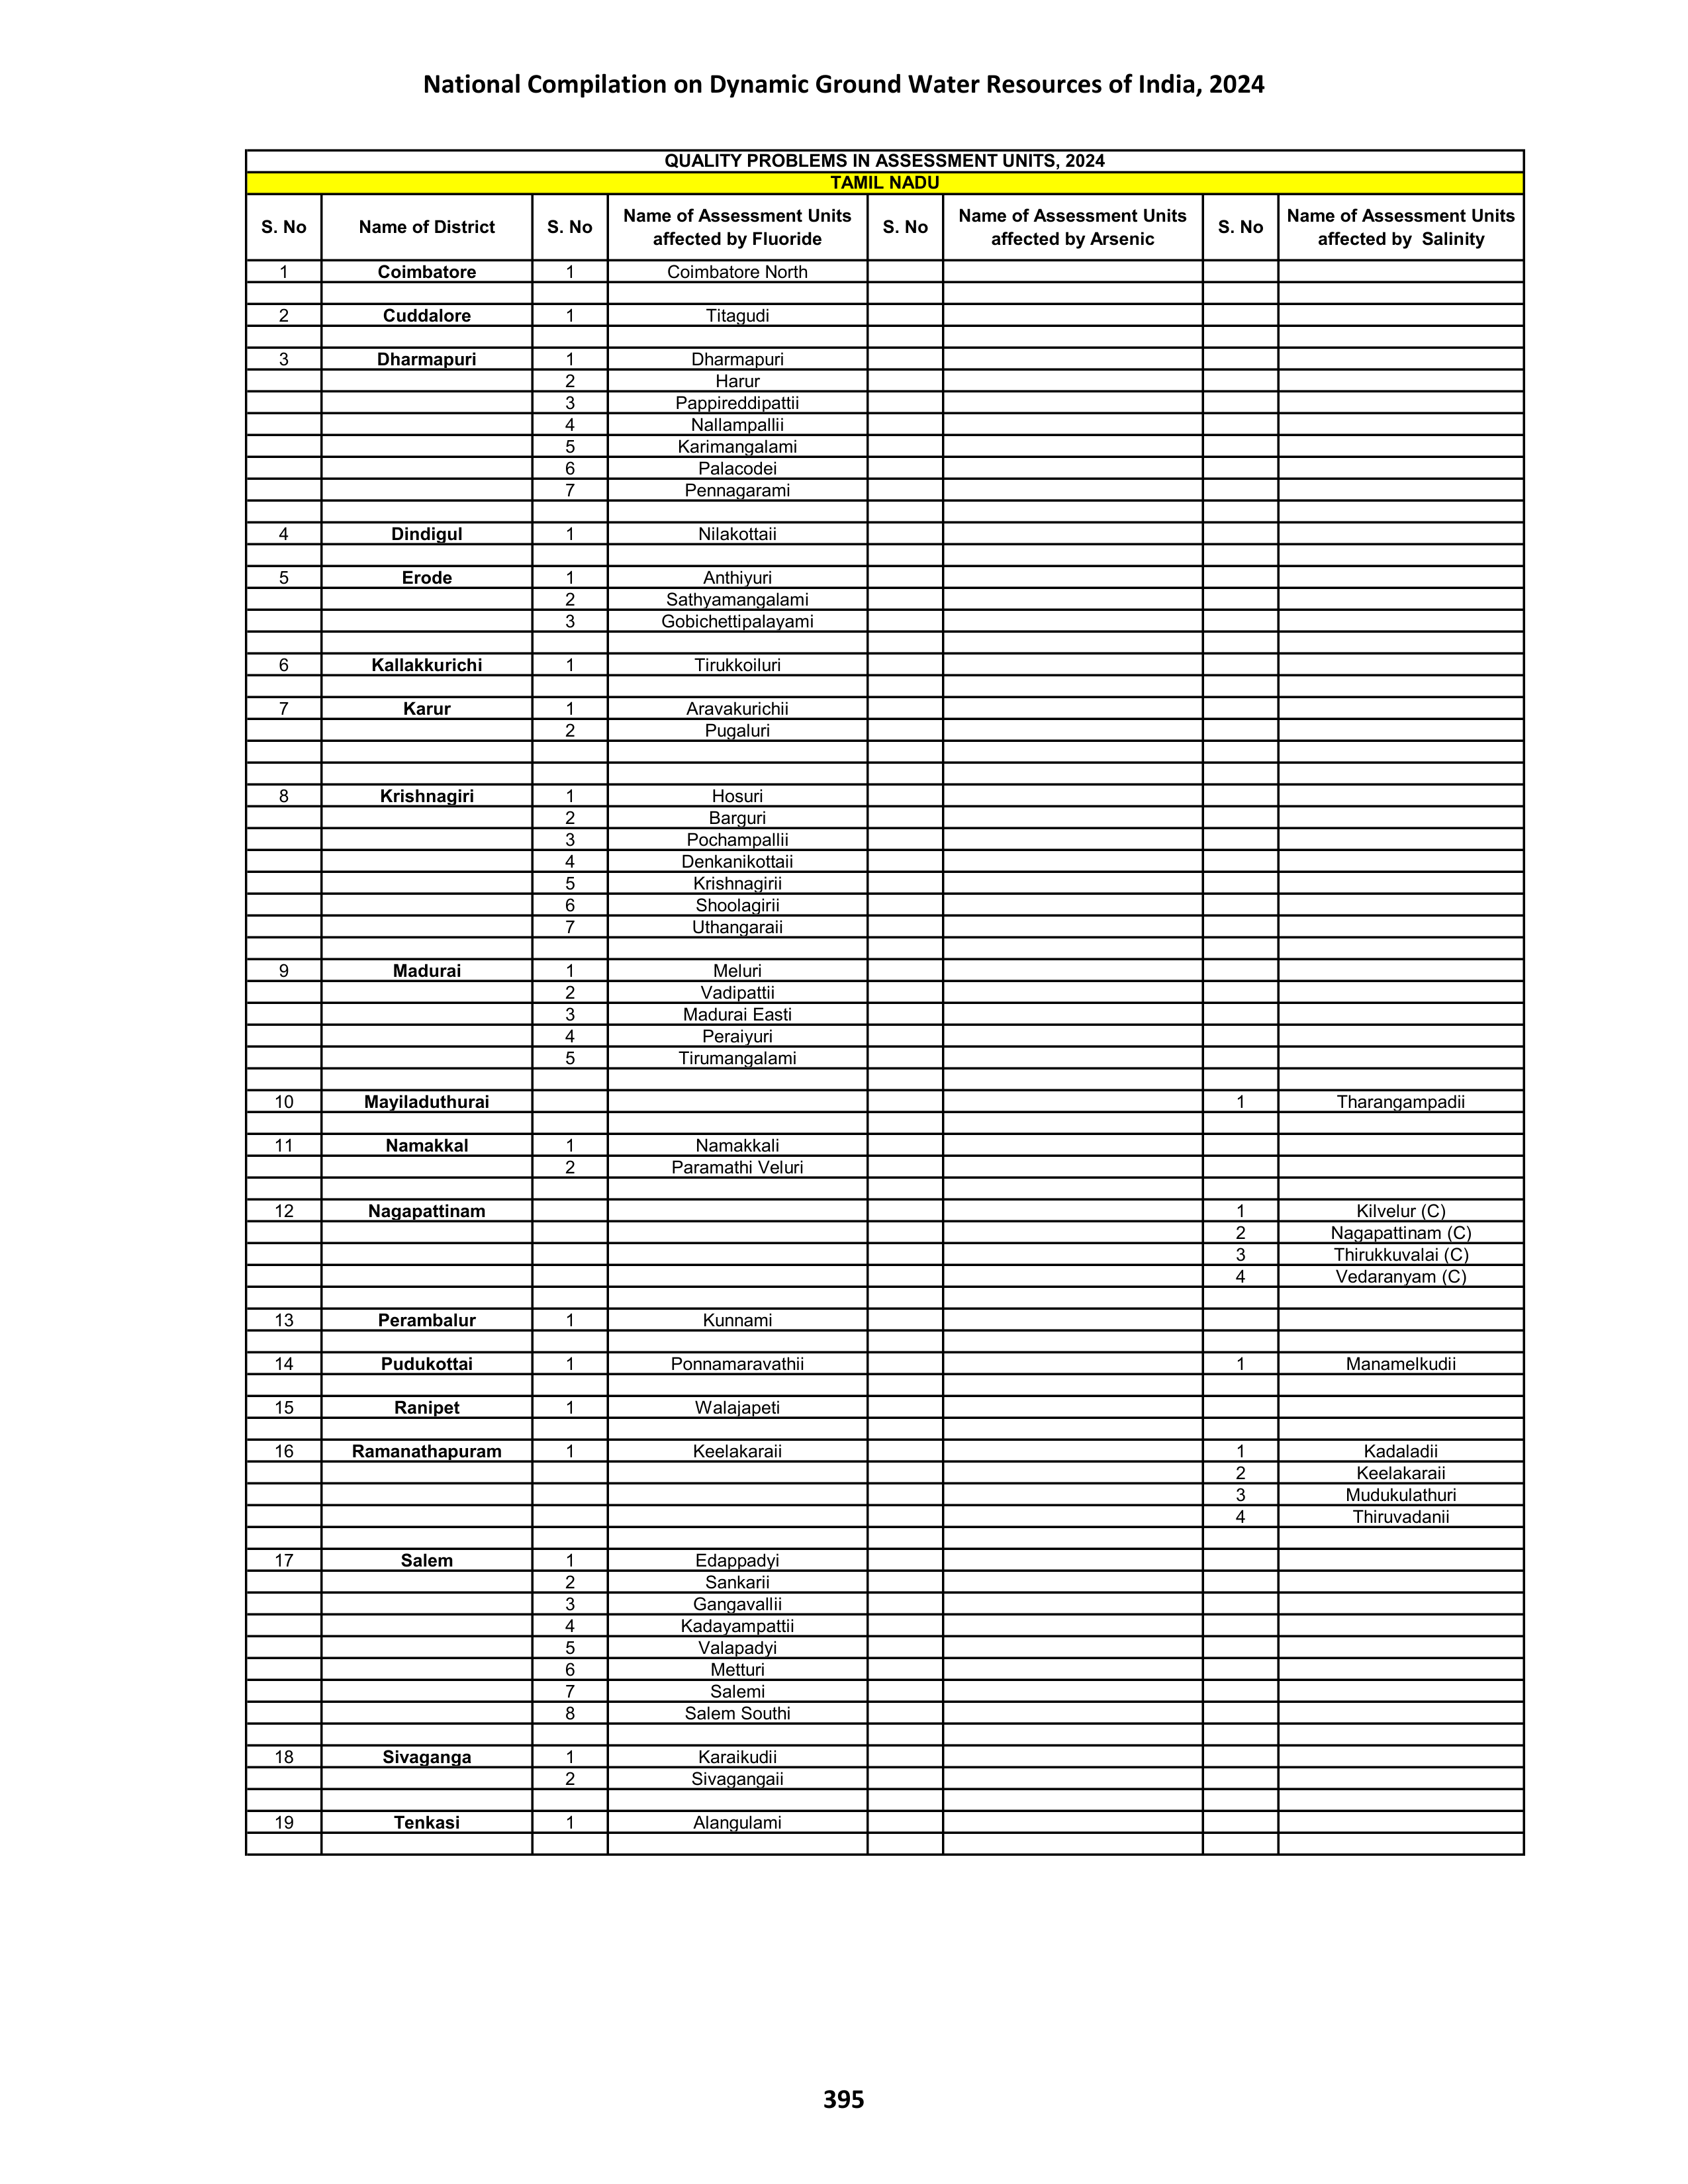 National Compilation on Dynamic Ground Water Resources of India, 2024
QUALITY PROBLEMS IN ASSESSMENT UNITS, 2024
TAMIL NADU
S. No Name of District S. No Name of Assessment Units affected by Fluoride S. No Name of Assessment Units affected by Arsenic S. No Name of Assessment Units affected by Salinity
1 Coimbatore 1 Coimbatore North
2 Cuddalore 1 Titagudi
3 Dharmapuri 1 Dharmapuri
2 Harur
3 Pappireddipattii
4 Nallampallii
5 Karimangalami
6 Palacodei
7 Pennagarami
4 Dindigul 1 Nilakottaii
5 Erode 1 Anthiyuri
2 Sathyamangalami
3 Gobichettipalayami
6 Kallakkurichi 1 Tirukkoiluri
7 Karur 1 Aravakurichii
2 Pugaluri
8 Krishnagiri 1 Hosuri
2 Barguri
3 Pochampallii
4 Denkanikottaii
5 Krishnagirii
6 Shoolagirii
7 Uthangaraii
9 Madurai 1 Meluri
2 Vadipattii
3 Madurai Easti
4 Peraiyuri
5 Tirumangalami
10 Mayiladuthurai 1 Tharangampadii
11 Namakkal 1 Namakkali
2 Paramathi Veluri
12 Nagapattinam 1 Kilvelur (C)
2 Nagapattinam (C)
3 Thirukkuvalai (C)
4 Vedaranyam (C)
13 Perambalur 1 Kunnami
14 Pudukottai 1 Ponnamaravathii 1 Manamelkudii
15 Ranipet 1 Walajapeti
16 Ramanathapuram 1 Keelakaraii 1 Kadaladii
2 Keelakaraii
3 Mudukulathuri
4 Thiruvadanii
17 Salem 1 Edappadyi
2 Sankarii
3 Gangavallii
4 Kadayampattii
5 Valapadyi
6 Metturi
7 Salemi
8 Salem Southi
18 Sivaganga 1 Karaikudii
2 Sivagangaii
19 Tenkasi 1 Alangulami
395